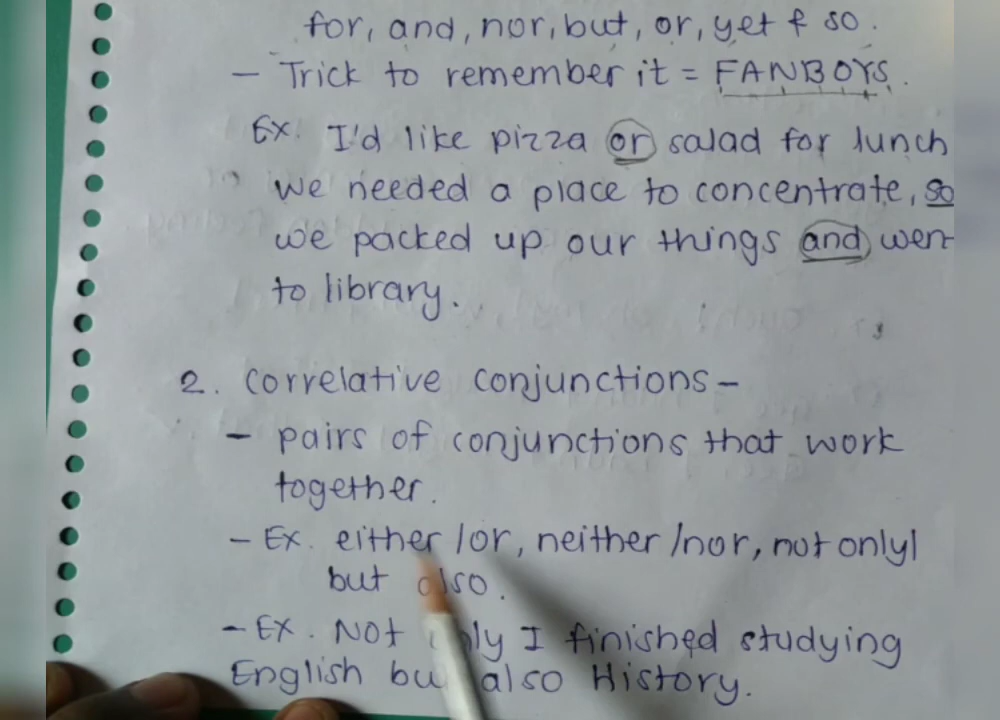 for, and, nor, but, or, yet & so.
- Trick to remember it = FANBOYS.
Ex. I'd like pizza or salad for lunch
we needed a place to concentrate, so
we packed up our things and wen
to library.
2. Correlative conjunctions-
- pairs of conjunctions that work
together.
- Ex. either/or, neither/nor, not only/
but also.
- Ex. Not only I finished studying
English but also History.